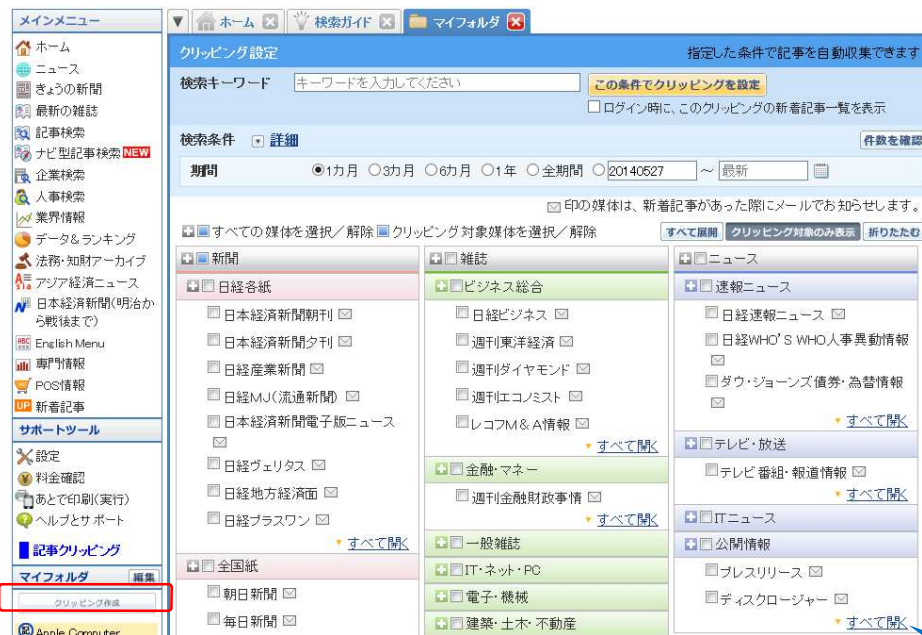 メインメニュー
ホーム
ニュース
きょうの新聞
最新の雑誌
記事検索
ナビ型記事検索 NEW
企業検索
人事検索
業界情報
データ&ランキング
法務・知財アーカイブ
アジア経済ニュース
日本経済新聞(明治か
ら戦後まで)
English Menu
専門情報
POS情報
UP 新着記事
サポートツール
設定
料金確認
あとで印刷(実行)
ヘルプとサポート
記事クリッピング
マイフォルダ 編集
クリッピング作成
Apple Computer
▼ ホーム 検索ガイド マイフォルダ
クリッピング設定 指定した条件で記事を自動収集できます
検索キーワード キーワードを入力してください この条件でクリッピングを設定
ログイン時に、このクリッピングの新着記事一覧を表示
検索条件 詳細 件数を確認
期間 1カ月 3カ月 6カ月 1年 全期間 20140527 ～ 最新
印の媒体は、新着記事があった際にメールでお知らせします。
すべての媒体を選択／解除 クリッピング対象媒体を選択／解除 すべて展開 クリッピング対象のみ表示 折りたたむ
新聞
日経各紙
日本経済新聞朝刊
日本経済新聞夕刊
日経産業新聞
日経MJ(流通新聞)
日本経済新聞電子版ニュース
日経ヴェリタス
日経地方経済面
日経プラスワン
すべて開く
全国紙
朝日新聞
毎日新聞
雑誌
ビジネス総合
日経ビジネス
週刊東洋経済
週刊ダイヤモンド
週刊エコノミスト
レコフM&A情報
すべて開く
金融・マネー
週刊金融財政事情
すべて開く
一般雑誌
IT・ネット・PC
電子・機械
建築・土木・不動産
ニュース
速報ニュース
日経速報ニュース
日経WHO'S WHO人事異動情報
ダウ・ジョーンズ債券・為替情報
すべて開く
テレビ・放送
テレビ番組・報道情報
すべて開く
ITニュース
公開情報
プレスリリース
ディスクロージャー
すべて開く